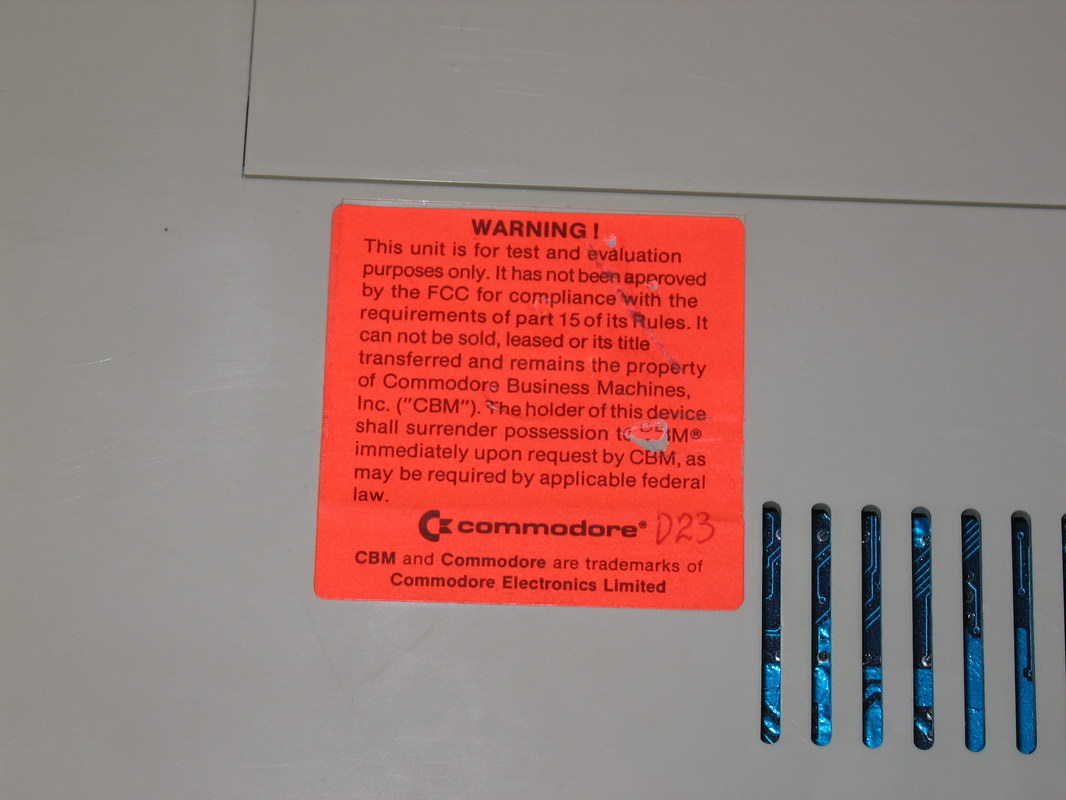 WARNING!
This unit is for test and evaluation
purposes only. It has not been approved
by the FCC for compliance with the
requirements of part 15 of its Rules. It
can not be sold, leased or its title
transferred and remains the property
of Commodore Business Machines,
Inc. ("CBM"). The holder of this device
shall surrender possession to CBM®
immediately upon request by CBM, as
may be required by applicable federal
law.
commodore® D23
CBM and Commodore are trademarks of
Commodore Electronics Limited